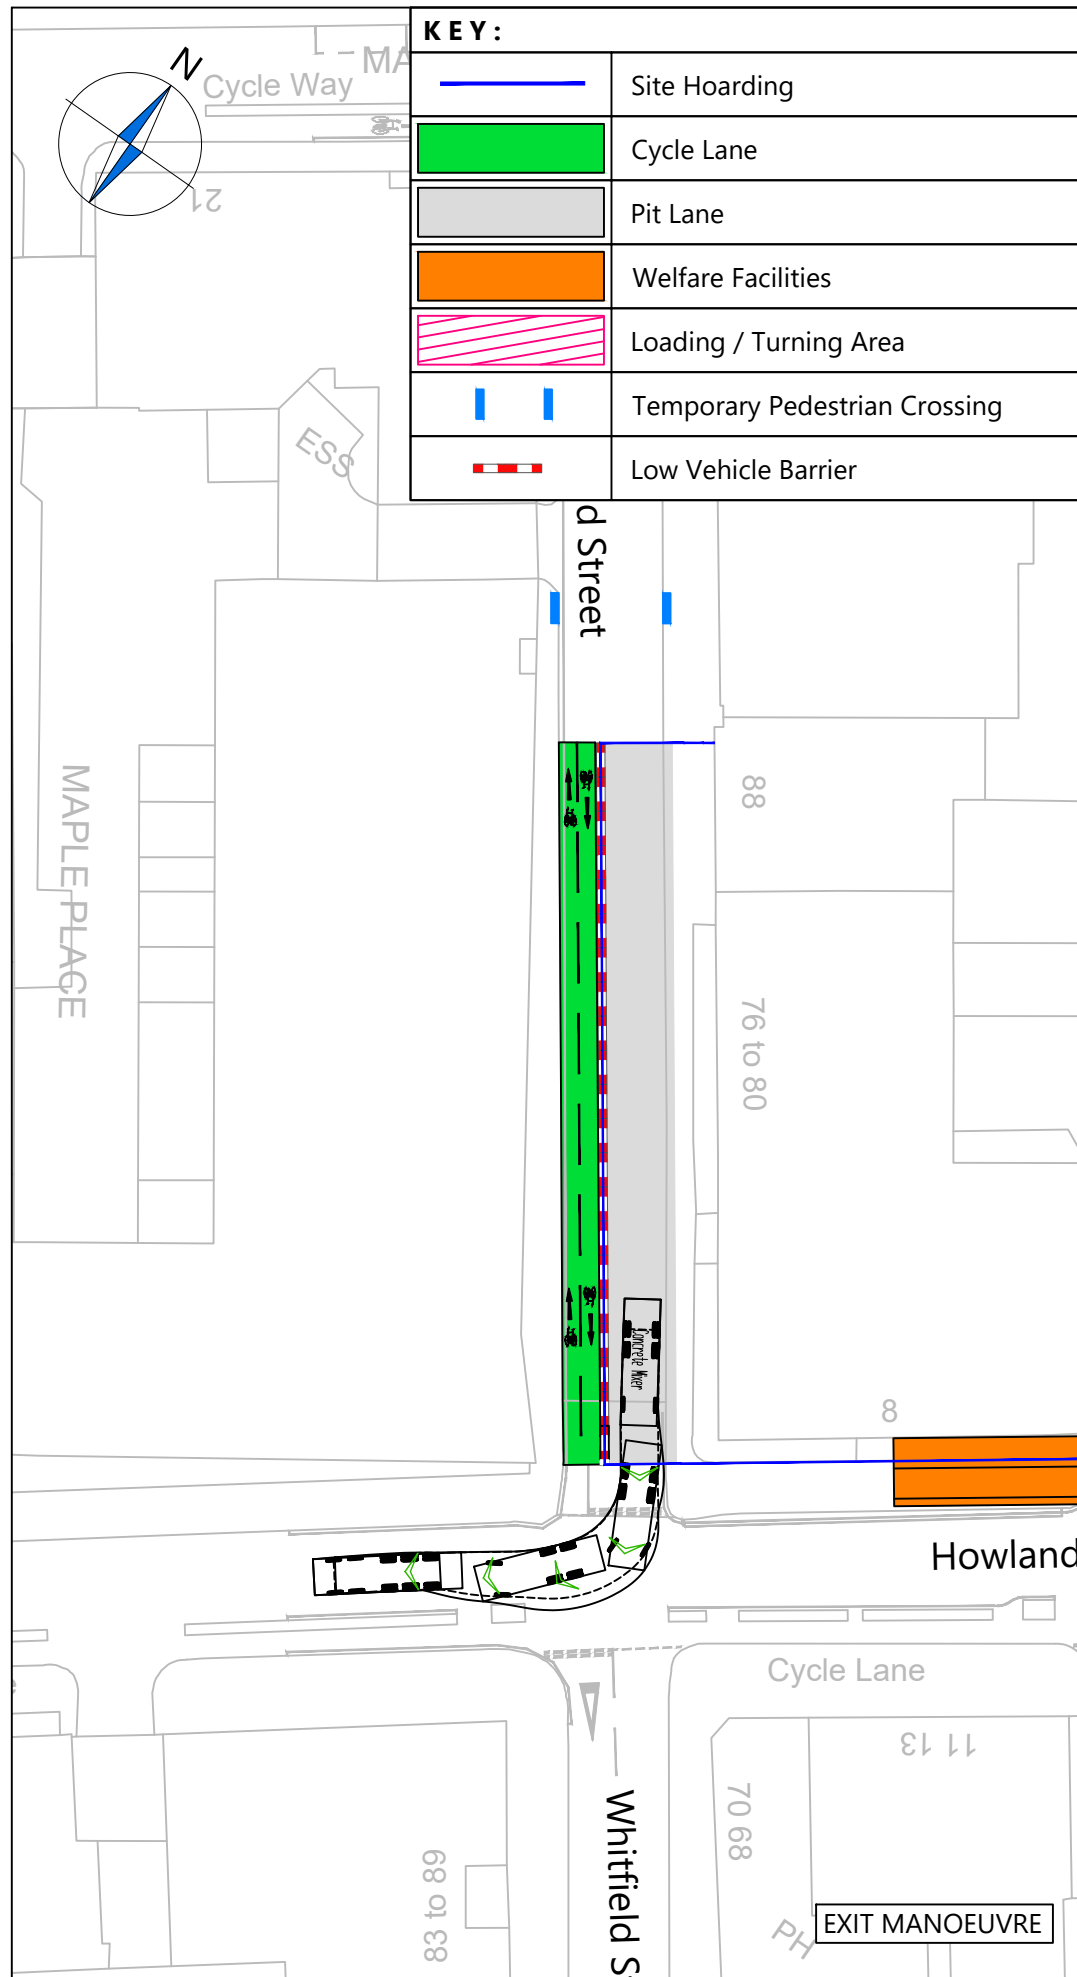 KEY:
Site Hoarding
Cycle Lane
Pit Lane
Welfare Facilities
Loading / Turning Area
Temporary Pedestrian Crossing
Low Vehicle Barrier
N
MA
Cycle Way
21
ESS
d Street
MAPLE PLACE
88
76 to 80
Concrete Mixer
8
Howland
Cycle Lane
11 13
70 68
Whitfield S
83 to 89
PH
EXIT MANOEUVRE